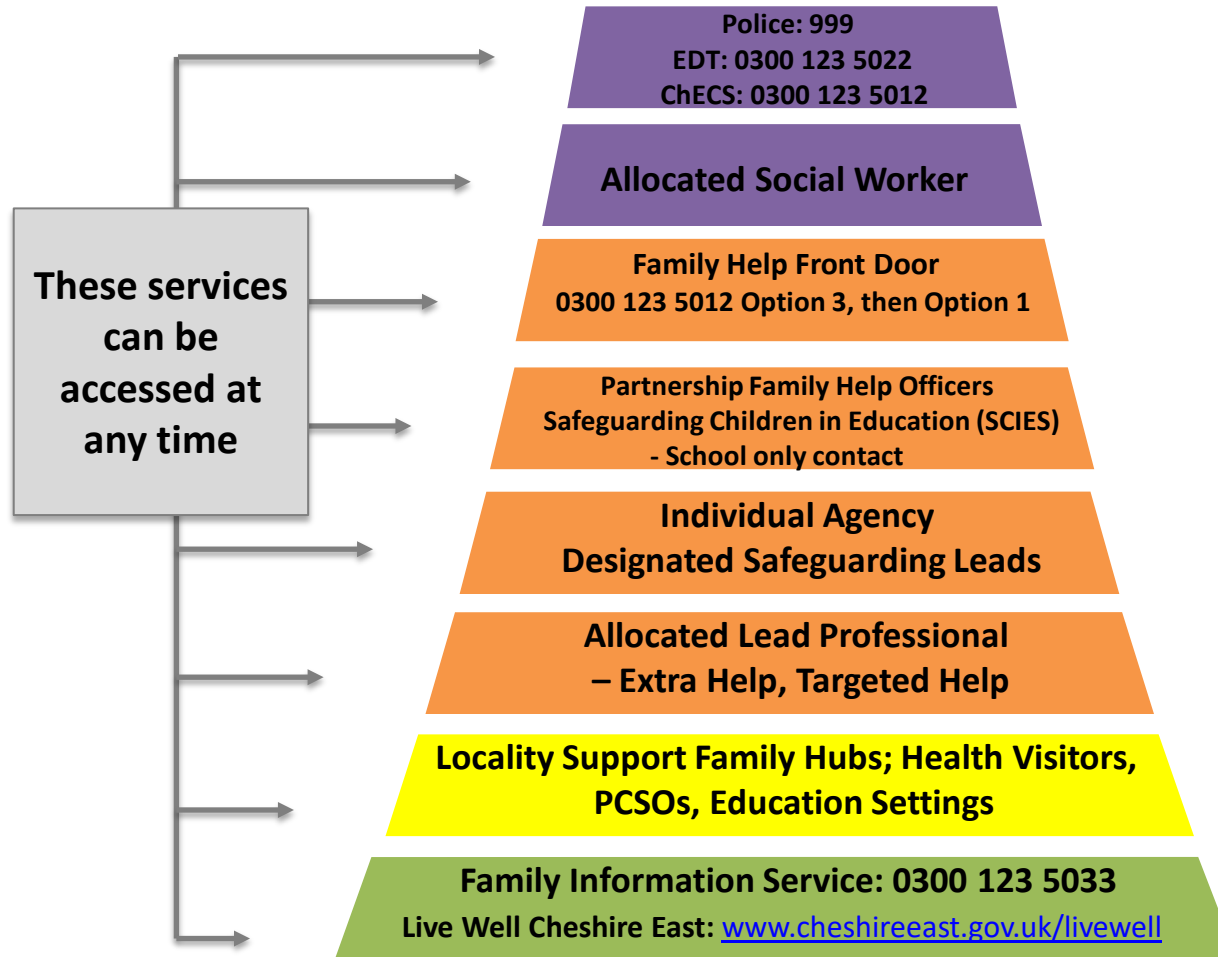 Police: 999
EDT: 0300 123 5022
ChECS: 0300 123 5012
Allocated Social Worker
These services
can be
accessed at
any time
Family Help Front Door
0300 123 5012 Option 3, then Option 1
Partnership Family Help Officers
Safeguarding Children in Education (SCIES)
- School only contact
Individual Agency
Designated Safeguarding Leads
Allocated Lead Professional
– Extra Help, Targeted Help
Locality Support Family Hubs; Health Visitors,
PCSOs, Education Settings
Family Information Service: 0300 123 5033
Live Well Cheshire East: www.cheshireeast.gov.uk/livewell